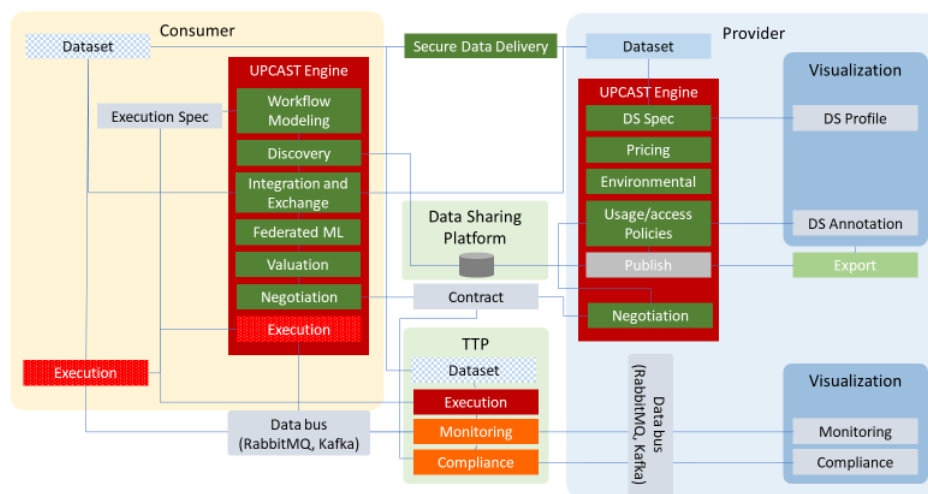 Consumer
Provider
Dataset
Secure Data Delivery
Dataset
UPCAST Engine
Workflow
Modeling
Execution Spec
Discovery
Integration and
Exchange
Federated ML
Valuation
Negotiation
Execution
Execution
Data bus
(RabbitMQ, Kafka)
Data Sharing
Platform
Contract
TTP
Dataset
Execution
Monitoring
Compliance
UPCAST Engine
DS Spec
Pricing
Environmental
Usage/access
Policies
Publish
Negotiation
Data bus
(RabbitMQ, Kafka)
Visualization
DS Profile
DS Annotation
Export
Visualization
Monitoring
Compliance